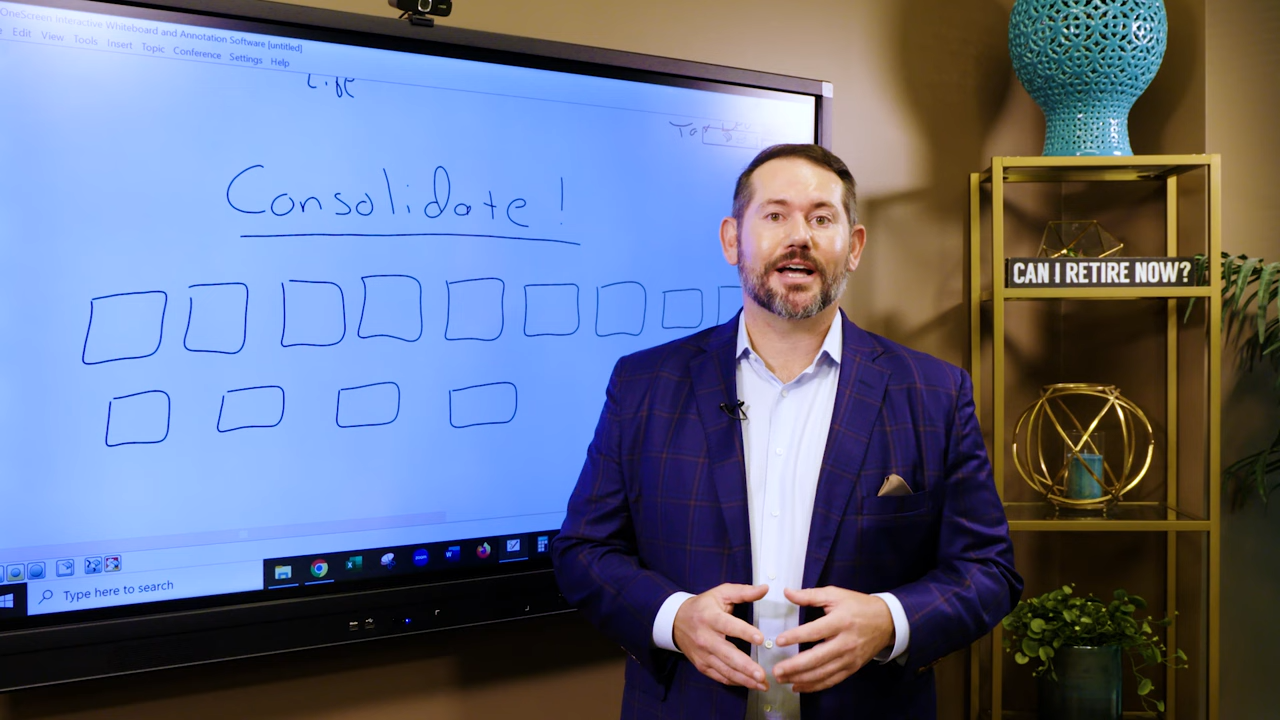 OneScreen Interactive Whiteboard and Annotation Software [untitled]
Edit View Tools Insert Topic Conference Settings Help
Life
Consolidate!
CAN I RETIRE NOW?
Type here to search